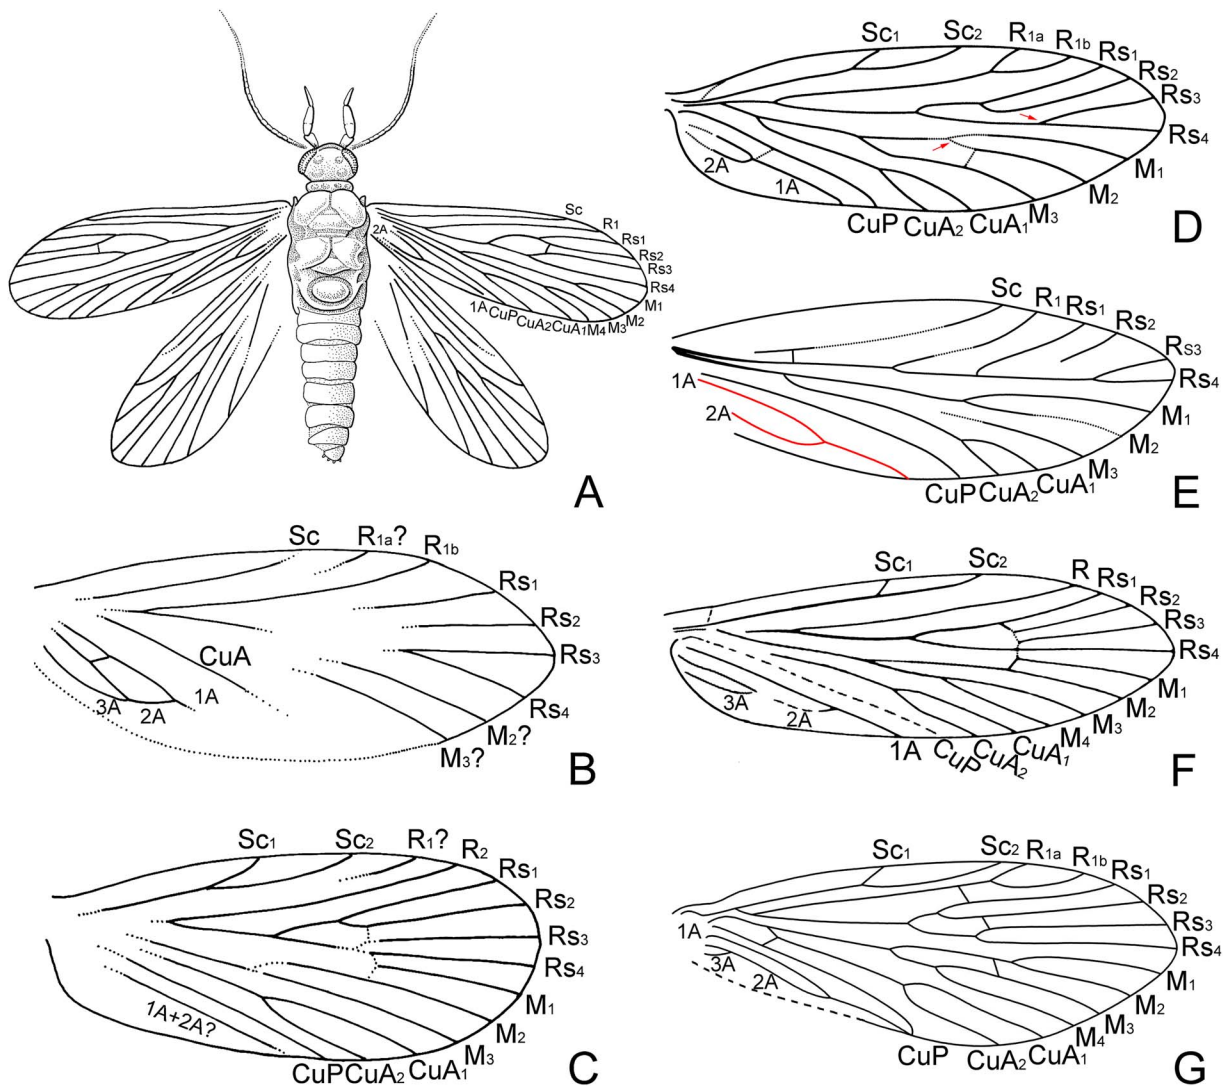 Sc
R1
Rs1
Rs2
Rs3
Rs4
M1
M2
M3
M4
CuA1
CuA2
CuP
1A
2A
A
Sc
R1a?
R1b
Rs1
Rs2
Rs3
Rs4
M2?
M3?
CuA
1A
2A
3A
B
Sc1
Sc2
R1?
R2
Rs1
Rs2
Rs3
Rs4
M1
M2
M3
CuA1
CuA2
CuP
1A+2A?
C
Sc1
Sc2
R1a
R1b
Rs1
Rs2
Rs3
Rs4
M1
M2
M3
CuA1
CuA2
CuP
1A
2A
D
Sc
R1
Rs1
Rs2
Rs3
Rs4
M1
M2
M3
CuA1
CuA2
CuP
1A
2A
E
Sc1
Sc2
R
Rs1
Rs2
Rs3
Rs4
M1
M2
M3
M4
CuA1
CuA2
CuP
1A
2A
3A
F
Sc1
Sc2
R1a
R1b
Rs1
Rs2
Rs3
Rs4
M1
M2
M3
M4
CuA1
CuA2
CuP
1A
2A
3A
G